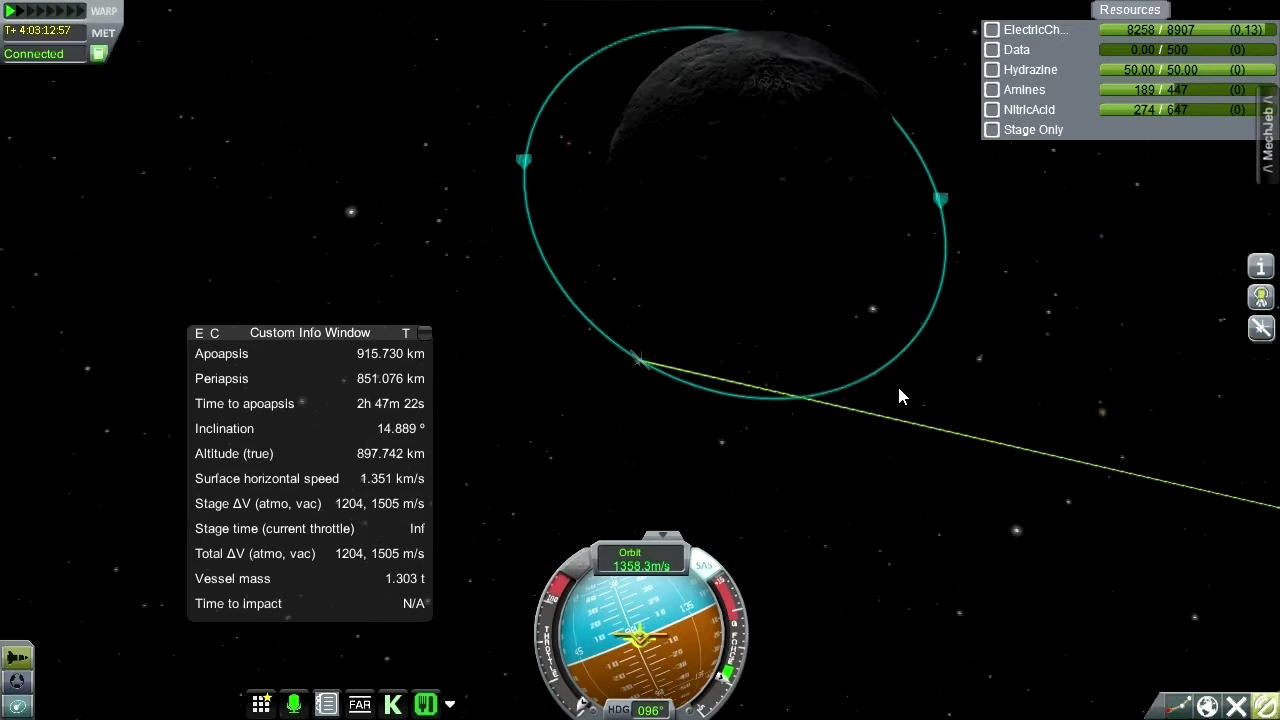 WARP
T+ 4:03:12:57
MET
Connected
Resources
ElectricCh... 8258 / 8907 (0.13)
Data 0.00 / 500 (0)
Hydrazine 50.00 / 50.00 (0)
Amines 189 / 447 (0)
NitricAcid 274 / 647 (0)
Stage Only
MechJeb
E C Custom Info Window T
Apoapsis 915.730 km
Periapsis 851.076 km
Time to apoapsis 2h 47m 22s
Inclination 14.889 º
Altitude (true) 897.742 km
Surface horizontal speed 1.351 km/s
Stage ΔV (atmo, vac) 1204, 1505 m/s
Stage time (current throttle) Inf
Total ΔV (atmo, vac) 1204, 1505 m/s
Vessel mass 1.303 t
Time to impact N/A
Orbit
1358.3m/s
SAS
135
45
THROTTLE
G FORCE
HDG 096°
FAR
K